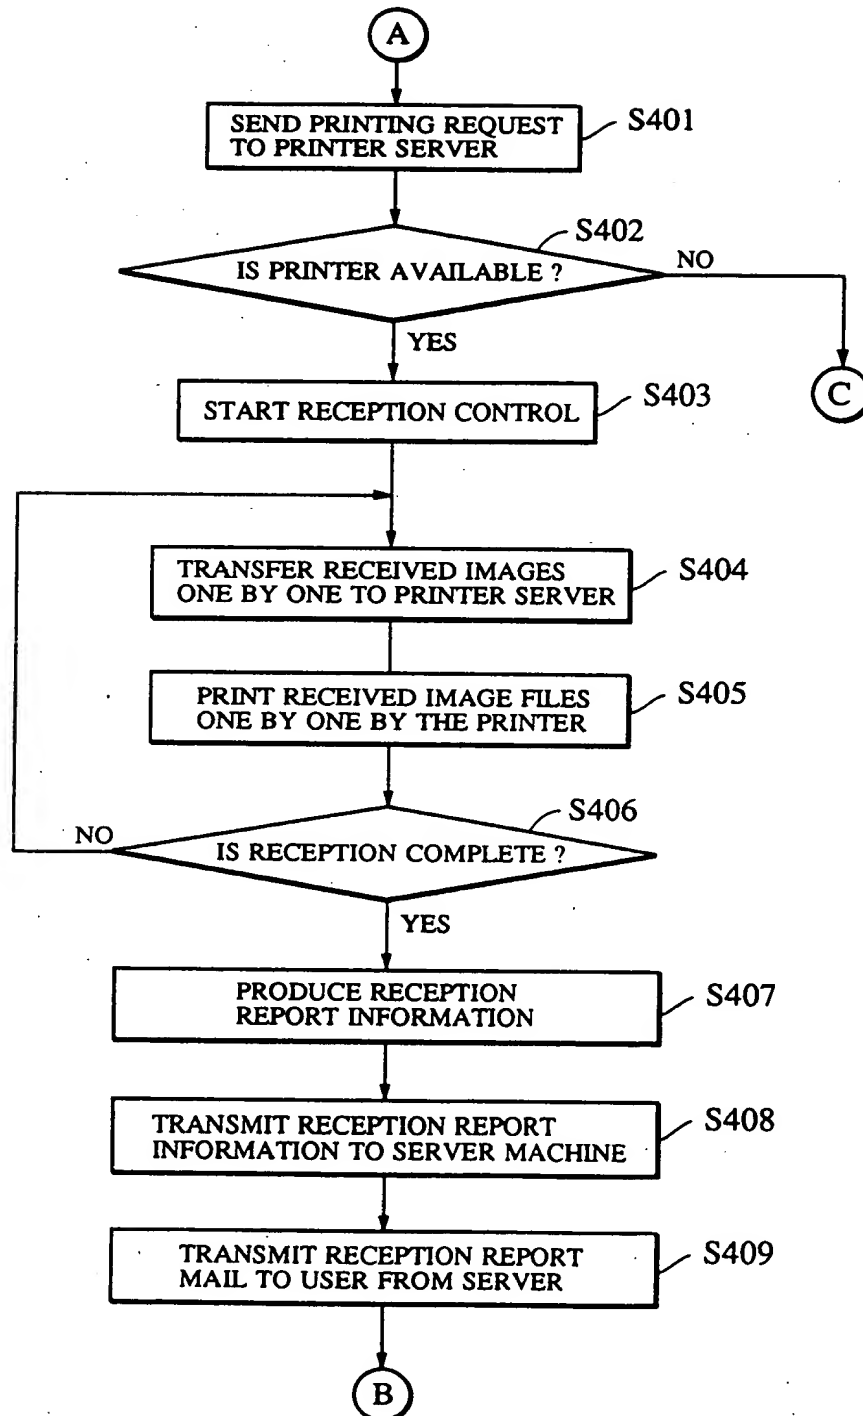 A
SEND PRINTING REQUEST
TO PRINTER SERVER
S401
S402
IS PRINTER AVAILABLE ?
NO
YES
C
START RECEPTION CONTROL
S403
TRANSFER RECEIVED IMAGES
ONE BY ONE TO PRINTER SERVER
S404
PRINT RECEIVED IMAGE FILES
ONE BY ONE BY THE PRINTER
S405
S406
NO
IS RECEPTION COMPLETE ?
YES
PRODUCE RECEPTION
REPORT INFORMATION
S407
TRANSMIT RECEPTION REPORT
INFORMATION TO SERVER MACHINE
S408
TRANSMIT RECEPTION REPORT
MAIL TO USER FROM SERVER
S409
B